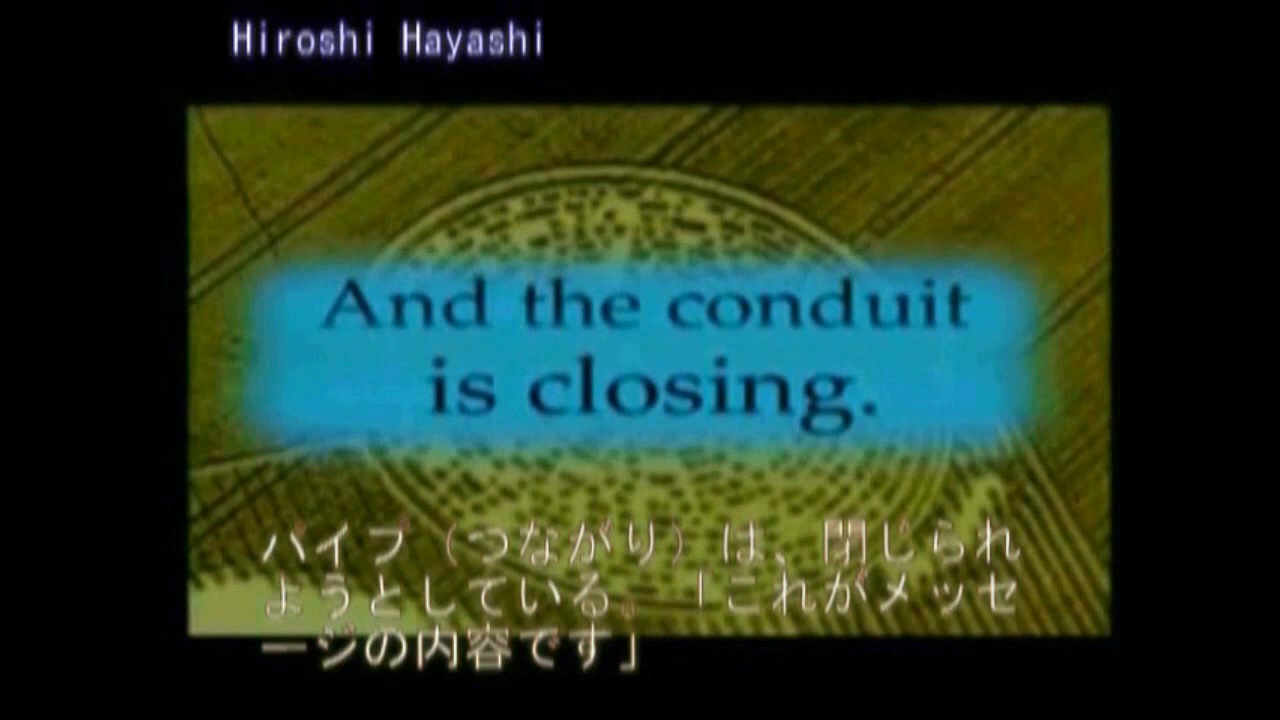 Hiroshi Hayashi
And the conduit
is closing.
パイプ（つながり）は、閉じられ
ようとしている。「これがメッセ
ージの内容です」